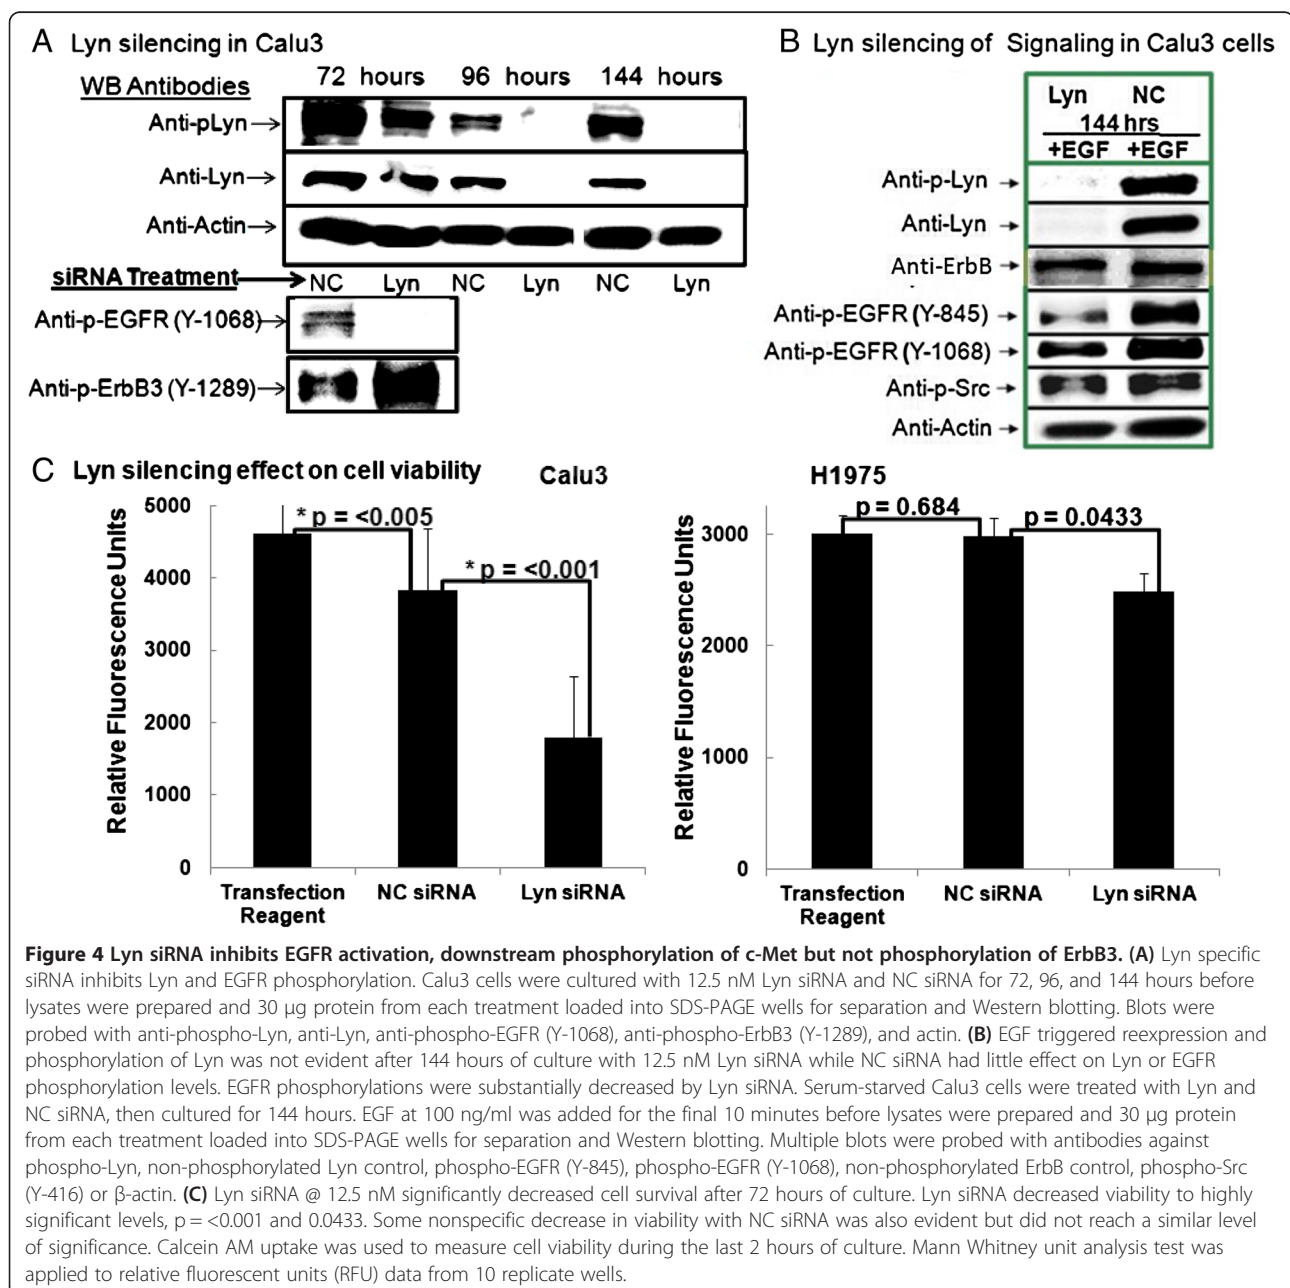 A Lyn silencing in Calu3
WB Antibodies
72 hours 96 hours 144 hours
Anti-pLyn
Anti-Lyn
Anti-Actin
siRNA Treatment
NC Lyn NC Lyn NC Lyn
Anti-p-EGFR (Y-1068)
Anti-p-ErbB3 (Y-1289)
B Lyn silencing of Signaling in Calu3 cells
Lyn NC
144 hrs
+EGF +EGF
Anti-p-Lyn
Anti-Lyn
Anti-ErbB
Anti-p-EGFR (Y-845)
Anti-p-EGFR (Y-1068)
Anti-p-Src
Anti-Actin
C Lyn silencing effect on cell viability
Calu3
Relative Fluorescence Units
5000
4000
3000
2000
1000
0
* p = <0.005
* p = <0.001
Transfection Reagent
NC siRNA
Lyn siRNA
H1975
Relative Fluorescence Units
3000
2000
1000
0
p = 0.684
p = 0.0433
Transfection Reagent
NC siRNA
Lyn siRNA
Figure 4 Lyn siRNA inhibits EGFR activation, downstream phosphorylation of c-Met but not phosphorylation of ErbB3. (A) Lyn specific
siRNA inhibits Lyn and EGFR phosphorylation. Calu3 cells were cultured with 12.5 nM Lyn siRNA and NC siRNA for 72, 96, and 144 hours before
lysates were prepared and 30 μg protein from each treatment loaded into SDS-PAGE wells for separation and Western blotting. Blots were
probed with anti-phospho-Lyn, anti-Lyn, anti-phospho-EGFR (Y-1068), anti-phospho-ErbB3 (Y-1289), and actin. (B) EGF triggered reexpression and
phosphorylation of Lyn was not evident after 144 hours of culture with 12.5 nM Lyn siRNA while NC siRNA had little effect on Lyn or EGFR
phosphorylation levels. EGFR phosphorylations were substantially decreased by Lyn siRNA. Serum-starved Calu3 cells were treated with Lyn and
NC siRNA, then cultured for 144 hours. EGF at 100 ng/ml was added for the final 10 minutes before lysates were prepared and 30 μg protein
from each treatment loaded into SDS-PAGE wells for separation and Western blotting. Multiple blots were probed with antibodies against
phospho-Lyn, non-phosphorylated Lyn control, phospho-EGFR (Y-845), phospho-EGFR (Y-1068), non-phosphorylated ErbB control, phospho-Src
(Y-416) or β-actin. (C) Lyn siRNA @ 12.5 nM significantly decreased cell survival after 72 hours of culture. Lyn siRNA decreased viability to highly
significant levels, p = <0.001 and 0.0433. Some nonspecific decrease in viability with NC siRNA was also evident but did not reach a similar level
of significance. Calcein AM uptake was used to measure cell viability during the last 2 hours of culture. Mann Whitney unit analysis test was
applied to relative fluorescent units (RFU) data from 10 replicate wells.